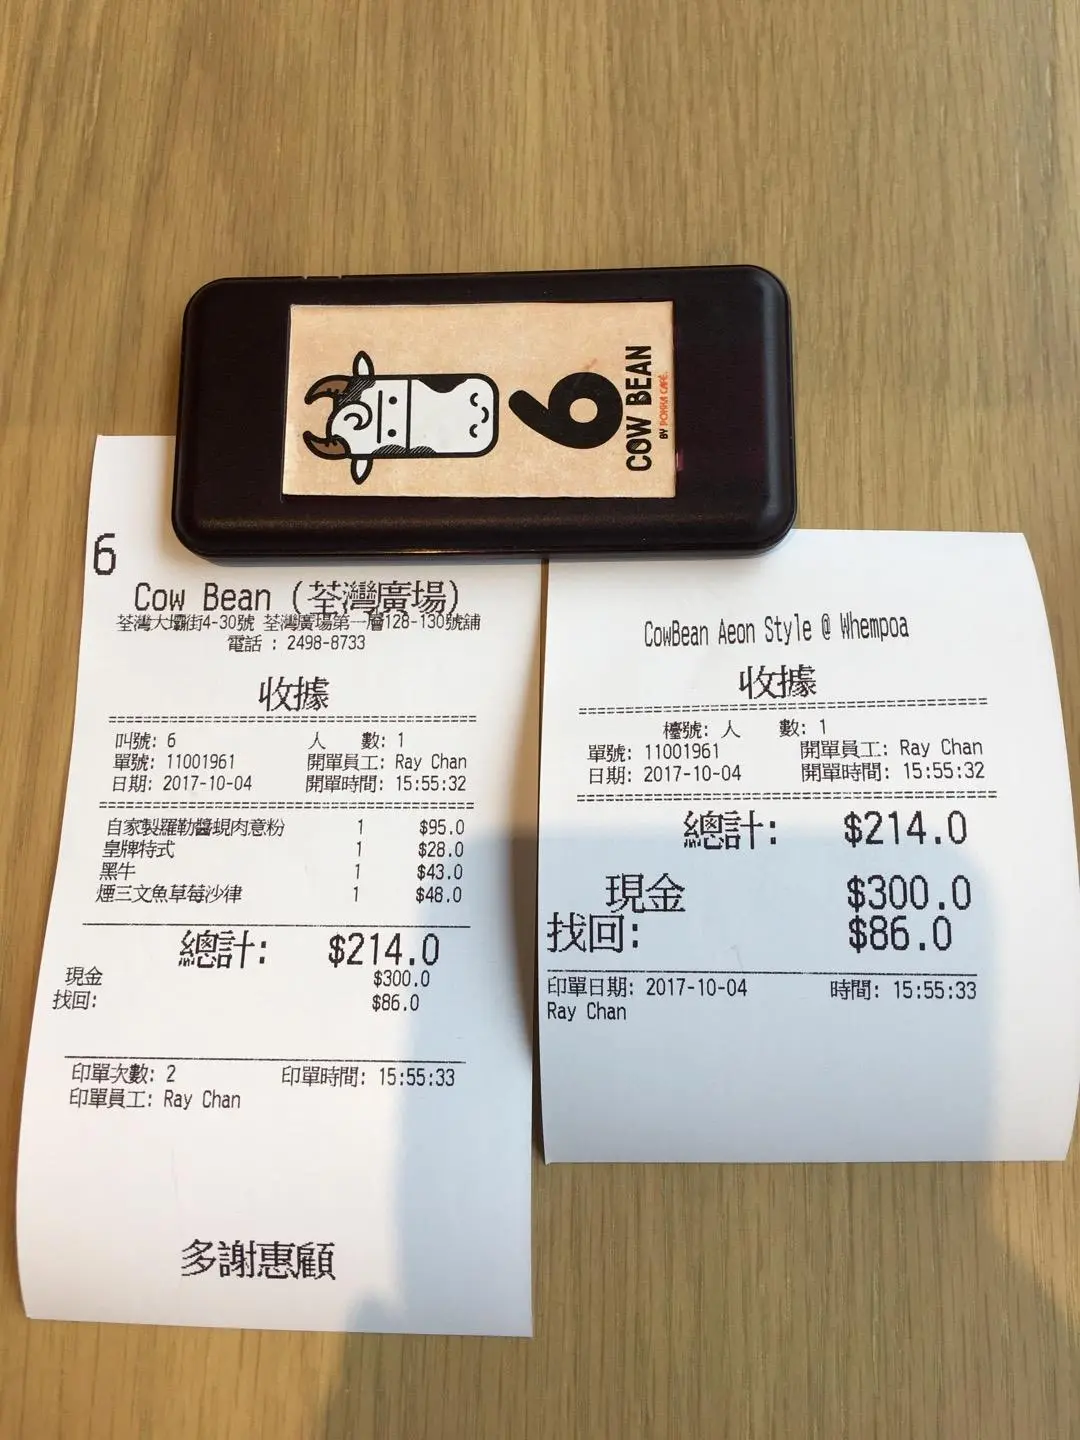 6
COW BEAN
BY POKKA CAFÉ.
6
Cow Bean (荃灣廣場)
荃灣大壩街4-30號 荃灣廣場第一層128-130號舖
電話 : 2498-8733
收據
叫號: 6 人 數: 1
單號: 11001961 開單員工: Ray Chan
日期: 2017-10-04 開單時間: 15:55:32
自家製羅勒醬蜆肉意粉 1 $95.0
皇牌特式 1 $28.0
黑牛 1 $43.0
煙三文魚草莓沙律 1 $48.0
總計: $214.0
現金 $300.0
找回: $86.0
印單次數: 2 印單時間: 15:55:33
印單員工: Ray Chan
多謝惠顧
CowBean Aeon Style @ Whempoa
收據
檯號: 人 數: 1
單號: 11001961 開單員工: Ray Chan
日期: 2017-10-04 開單時間: 15:55:32
總計: $214.0
現金 $300.0
找回: $86.0
印單日期: 2017-10-04 時間: 15:55:33
Ray Chan